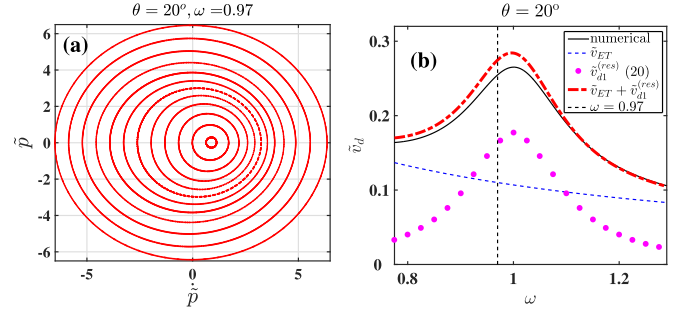 θ = 20°, ω = 0.97
(a)
6
4
2
0
-2
-4
-6
p̃
-5
0
5
ṗ̃
θ = 20°
(b)
numerical
ṽ_ET
ṽ_d1^(res) (20)
ṽ_ET + ṽ_d1^(res)
ω = 0.97
0.3
0.2
0.1
0
ṽ_d
0.8
1
1.2
ω